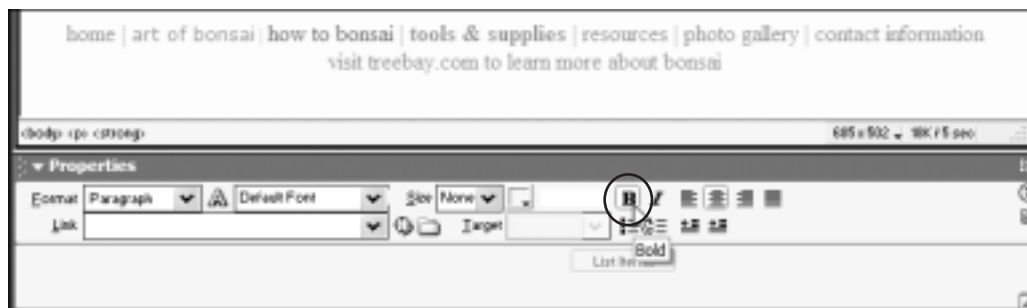 home | art of bonsai | how to bonsai | tools & supplies | resources | photo gallery | contact information
visit treebay.com to learn more about bonsai
<body> <p> <strong> 685 x 502 18K / 5 sec
Properties
Format Paragraph Default Font Size None B I
Link Target
Bold
List